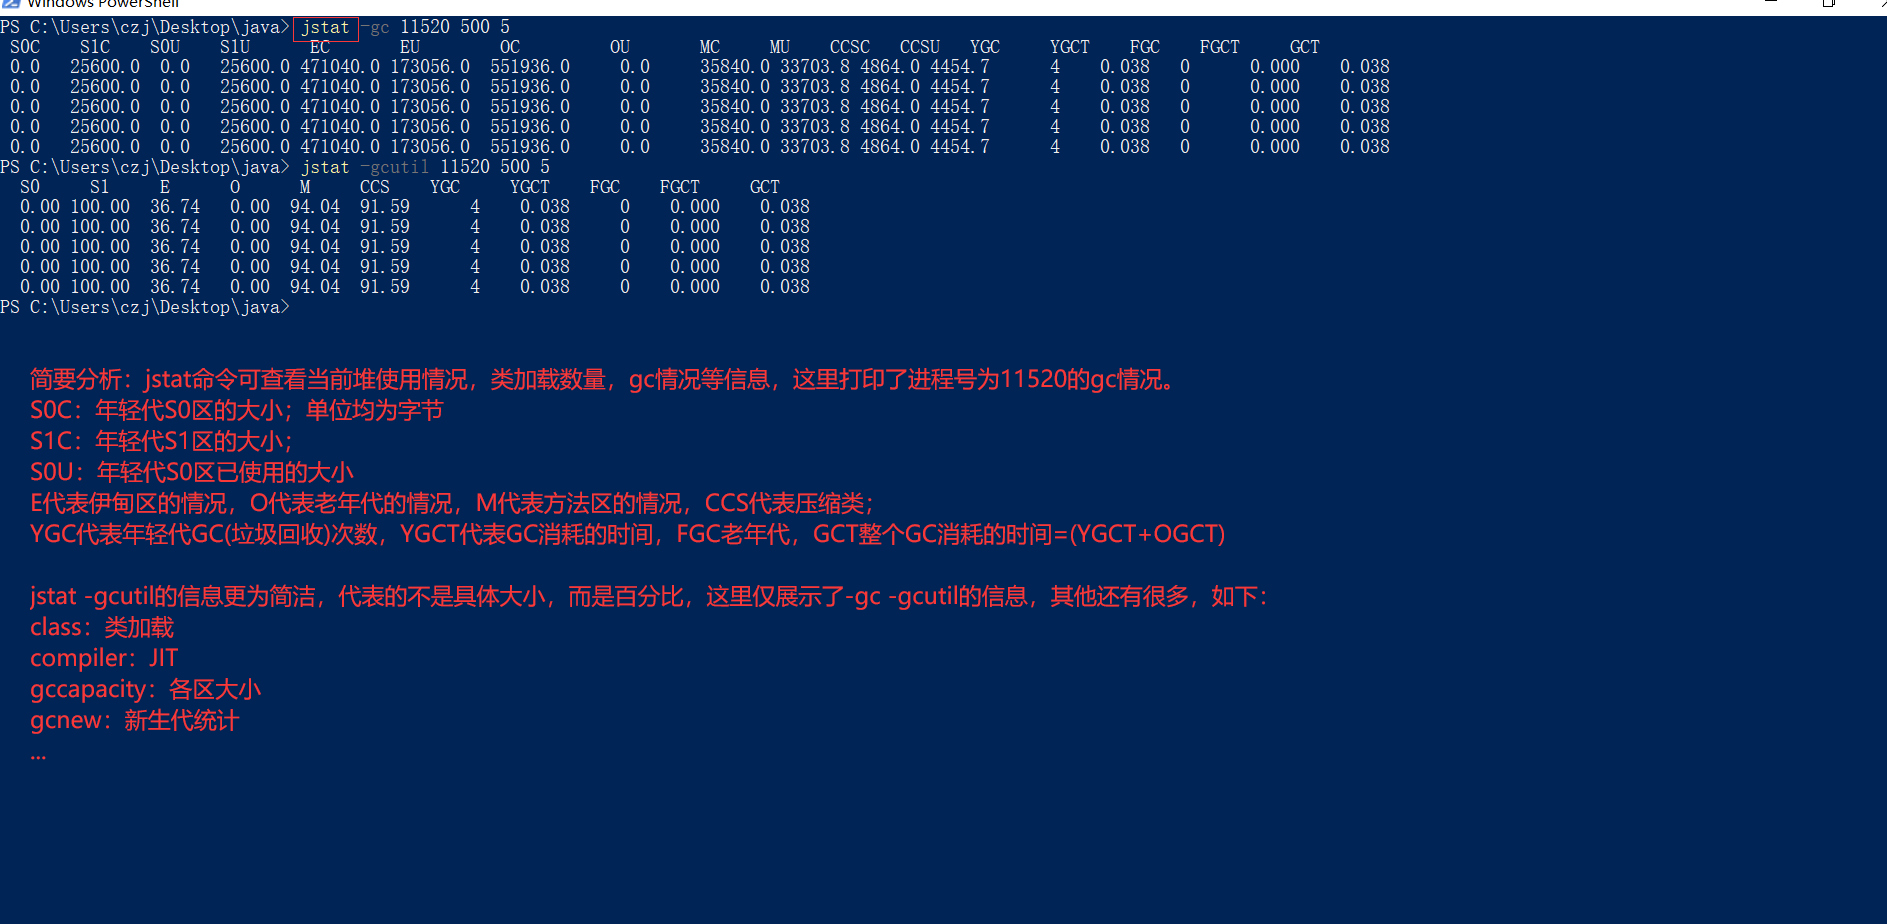 Windows PowerShell
PS C:\Users\czj\Desktop\java> jstat -gc 11520 500 5
S0C S1C S0U S1U EC EU OC OU MC MU CCSC CCSU YGC YGCT FGC FGCT GCT
0.0 25600.0 0.0 25600.0 471040.0 173056.0 551936.0 0.0 35840.0 33703.8 4864.0 4454.7 4 0.038 0 0.000 0.038
0.0 25600.0 0.0 25600.0 471040.0 173056.0 551936.0 0.0 35840.0 33703.8 4864.0 4454.7 4 0.038 0 0.000 0.038
0.0 25600.0 0.0 25600.0 471040.0 173056.0 551936.0 0.0 35840.0 33703.8 4864.0 4454.7 4 0.038 0 0.000 0.038
0.0 25600.0 0.0 25600.0 471040.0 173056.0 551936.0 0.0 35840.0 33703.8 4864.0 4454.7 4 0.038 0 0.000 0.038
0.0 25600.0 0.0 25600.0 471040.0 173056.0 551936.0 0.0 35840.0 33703.8 4864.0 4454.7 4 0.038 0 0.000 0.038
PS C:\Users\czj\Desktop\java> jstat -gcutil 11520 500 5
S0 S1 E O M CCS YGC YGCT FGC FGCT GCT
0.00 100.00 36.74 0.00 94.04 91.59 4 0.038 0 0.000 0.038
0.00 100.00 36.74 0.00 94.04 91.59 4 0.038 0 0.000 0.038
0.00 100.00 36.74 0.00 94.04 91.59 4 0.038 0 0.000 0.038
0.00 100.00 36.74 0.00 94.04 91.59 4 0.038 0 0.000 0.038
0.00 100.00 36.74 0.00 94.04 91.59 4 0.038 0 0.000 0.038
PS C:\Users\czj\Desktop\java>
简要分析：jstat命令可查看当前堆使用情况，类加载数量，gc情况等信息，这里打印了进程号为11520的gc情况。
S0C：年轻代S0区的大小；单位均为字节
S1C：年轻代S1区的大小；
S0U：年轻代S0区已使用的大小
E代表伊甸区的情况，O代表老年代的情况，M代表方法区的情况，CCS代表压缩类；
YGC代表年轻代GC(垃圾回收)次数，YGCT代表GC消耗的时间，FGC老年代，GCT整个GC消耗的时间=(YGCT+OGCT)
jstat -gcutil的信息更为简洁，代表的不是具体大小，而是百分比，这里仅展示了-gc -gcutil的信息，其他还有很多，如下：
class：类加载
compiler：JIT
gccapacity：各区大小
gcnew：新生代统计
...